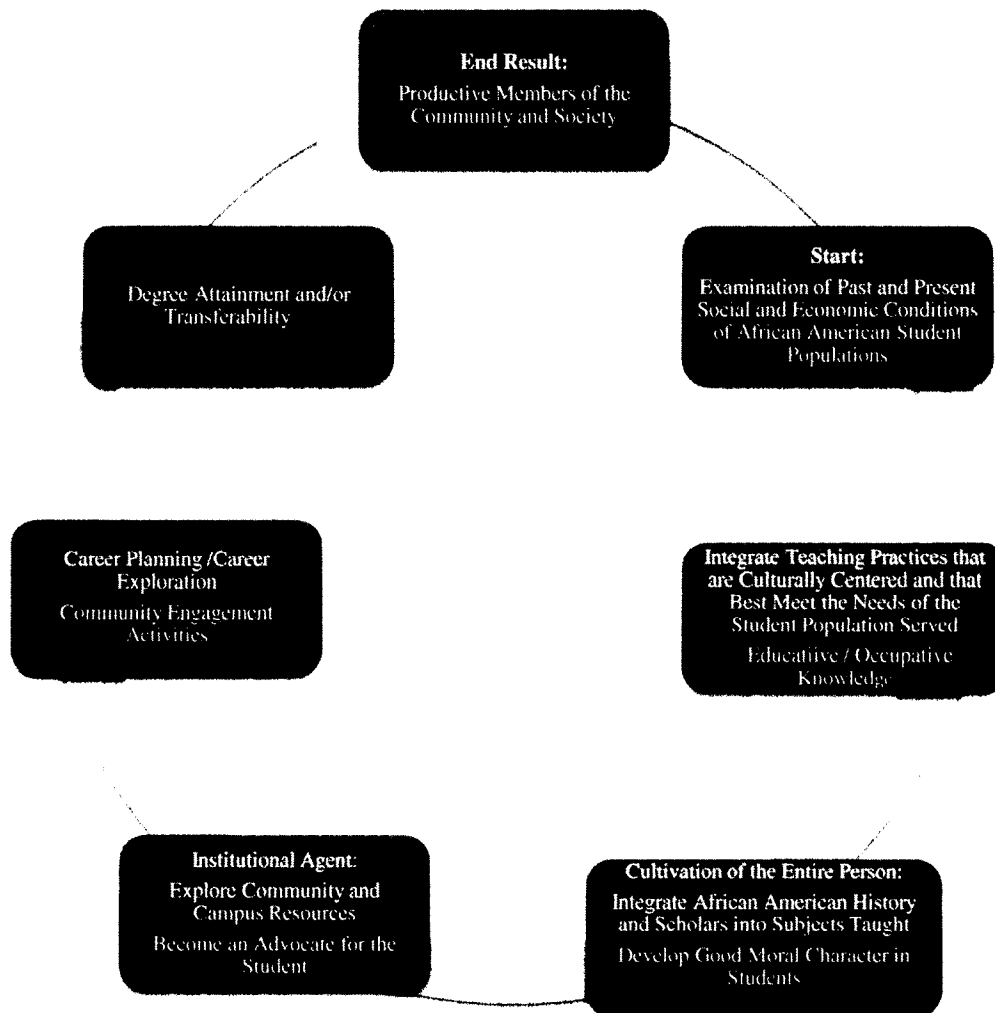 End Result:
Productive Members of the
Community and Society
Start:
Examination of Past and Present
Social and Economic Conditions
of African American Student
Populations
Integrate Teaching Practices that
are Culturally Centered and that
Best Meet the Needs of the
Student Population Served
Educatiive / Occupative
Knowledge
Cultivation of the Entire Person:
Integrate African American History
and Scholars into Subjects Taught
Develop Good Moral Character in
Students
Institutional Agent:
Explore Community and
Campus Resources
Become an Advocate for the
Student
Career Planning /Career
Exploration
Community Engagement
Activities
Degree Attainment and/or
Transferability